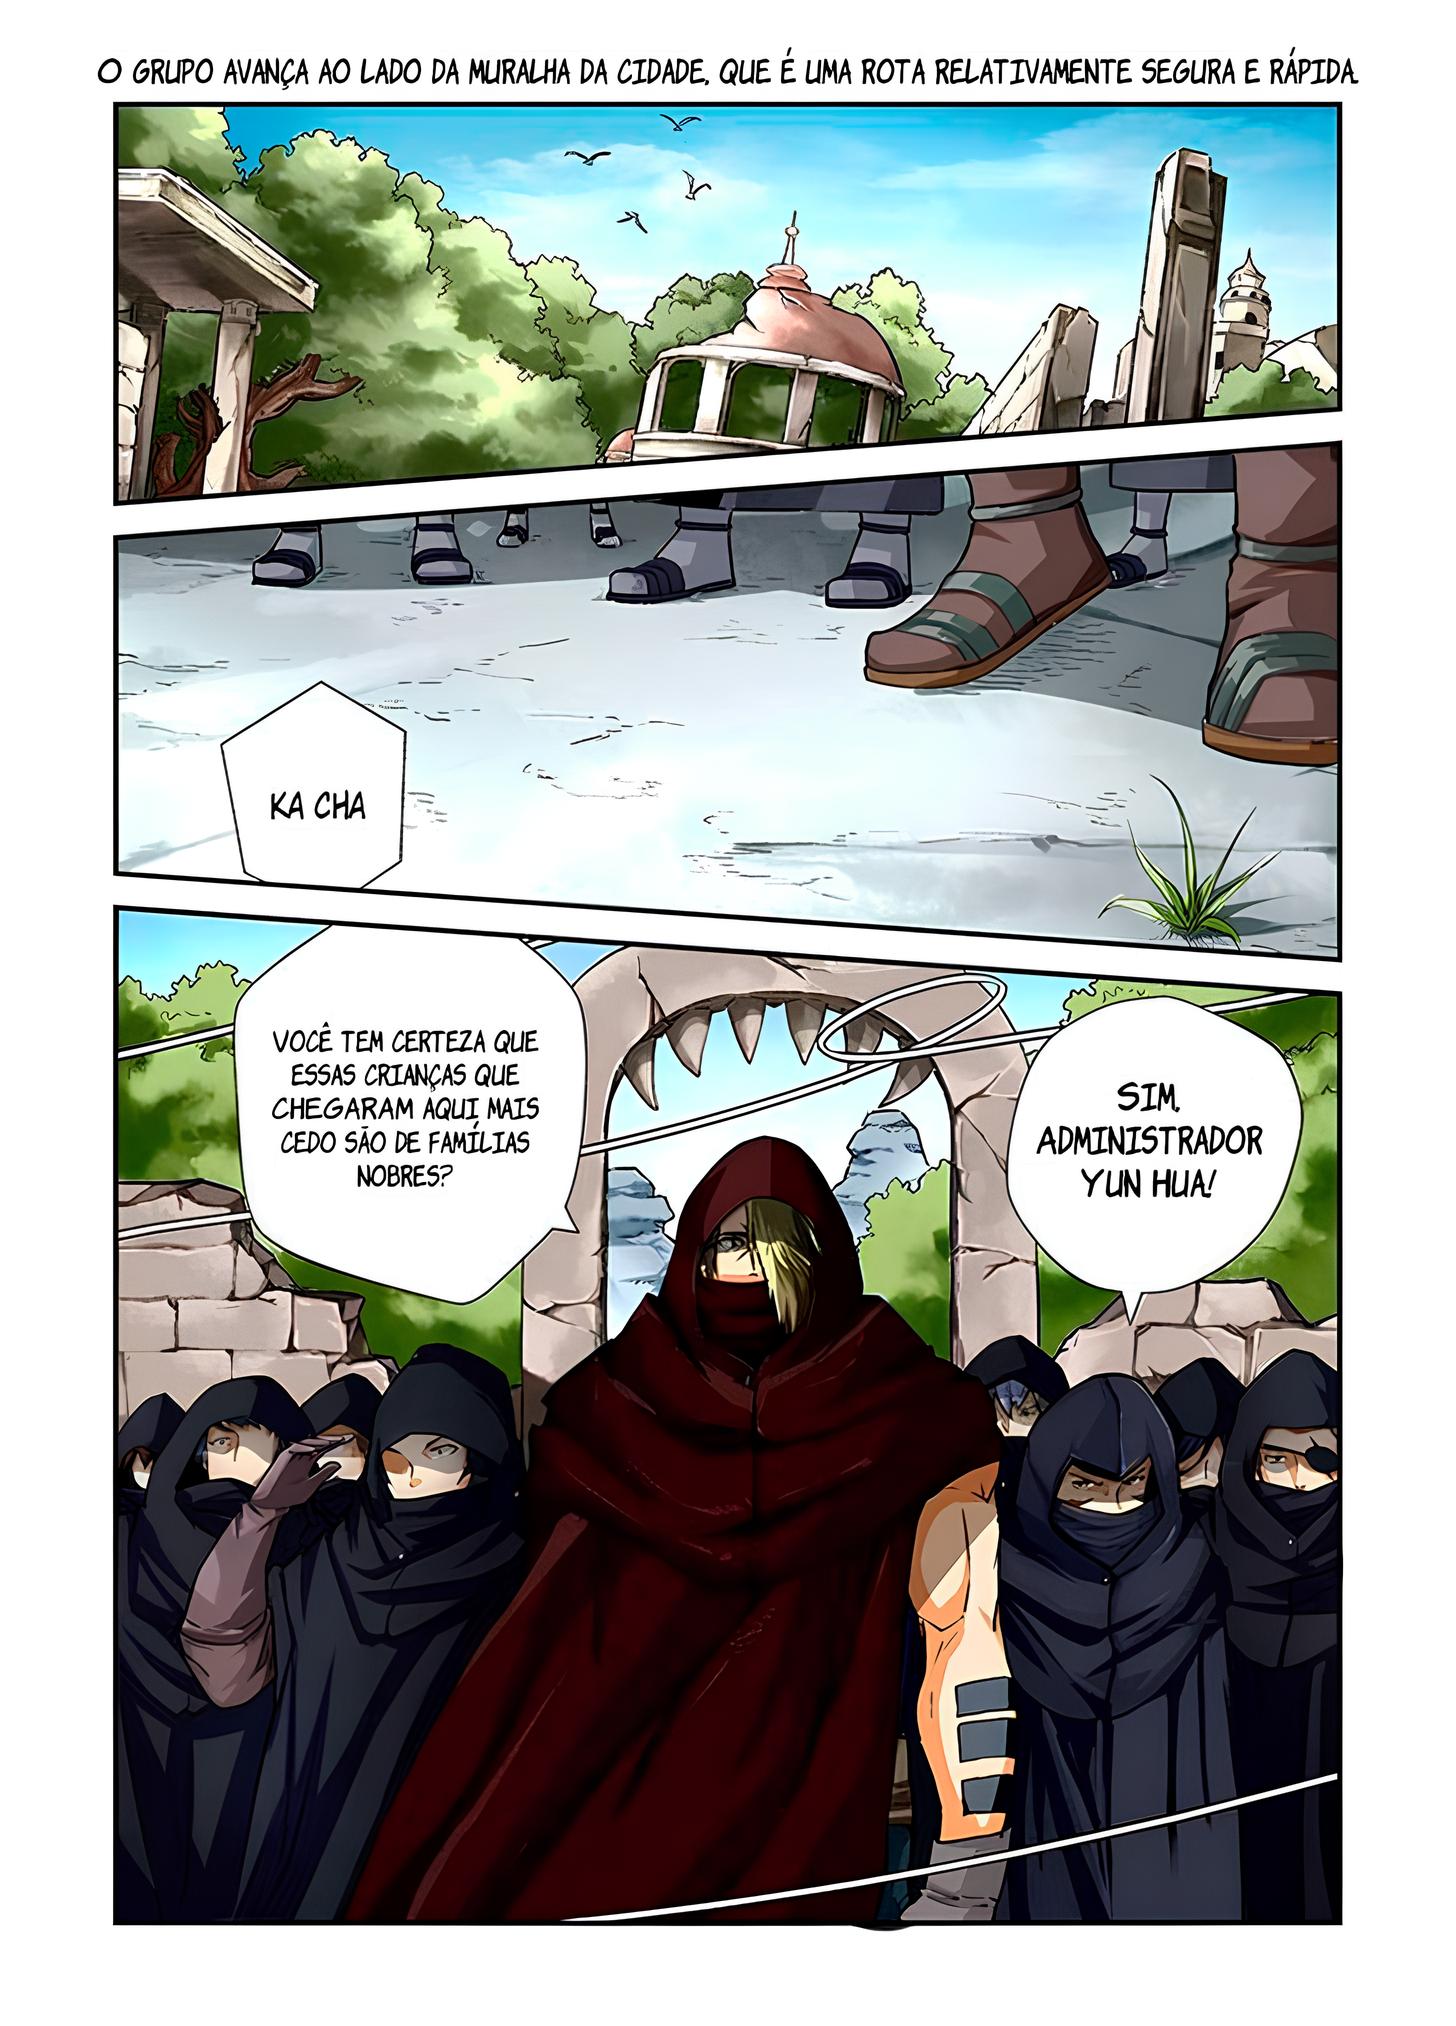 O GRUPO AVANÇA AO LADO DA MURALHA DA CIDADE, QUE É UMA ROTA RELATIVAMENTE SEGURA E RÁPIDA.
KA CHA
VOCÊ TEM CERTEZA QUE
ESSAS CRIANÇAS QUE
CHEGARAM AQUI MAIS
CEDO SÃO DE FAMÍLIAS
NOBRES?
SIM,
ADMINISTRADOR
YUN HUA!